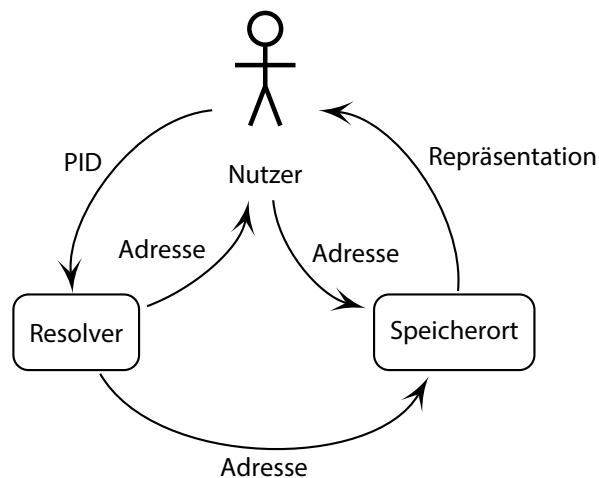 PID
Repräsentation
Nutzer
Adresse
Adresse
Resolver
Speicherort
Adresse